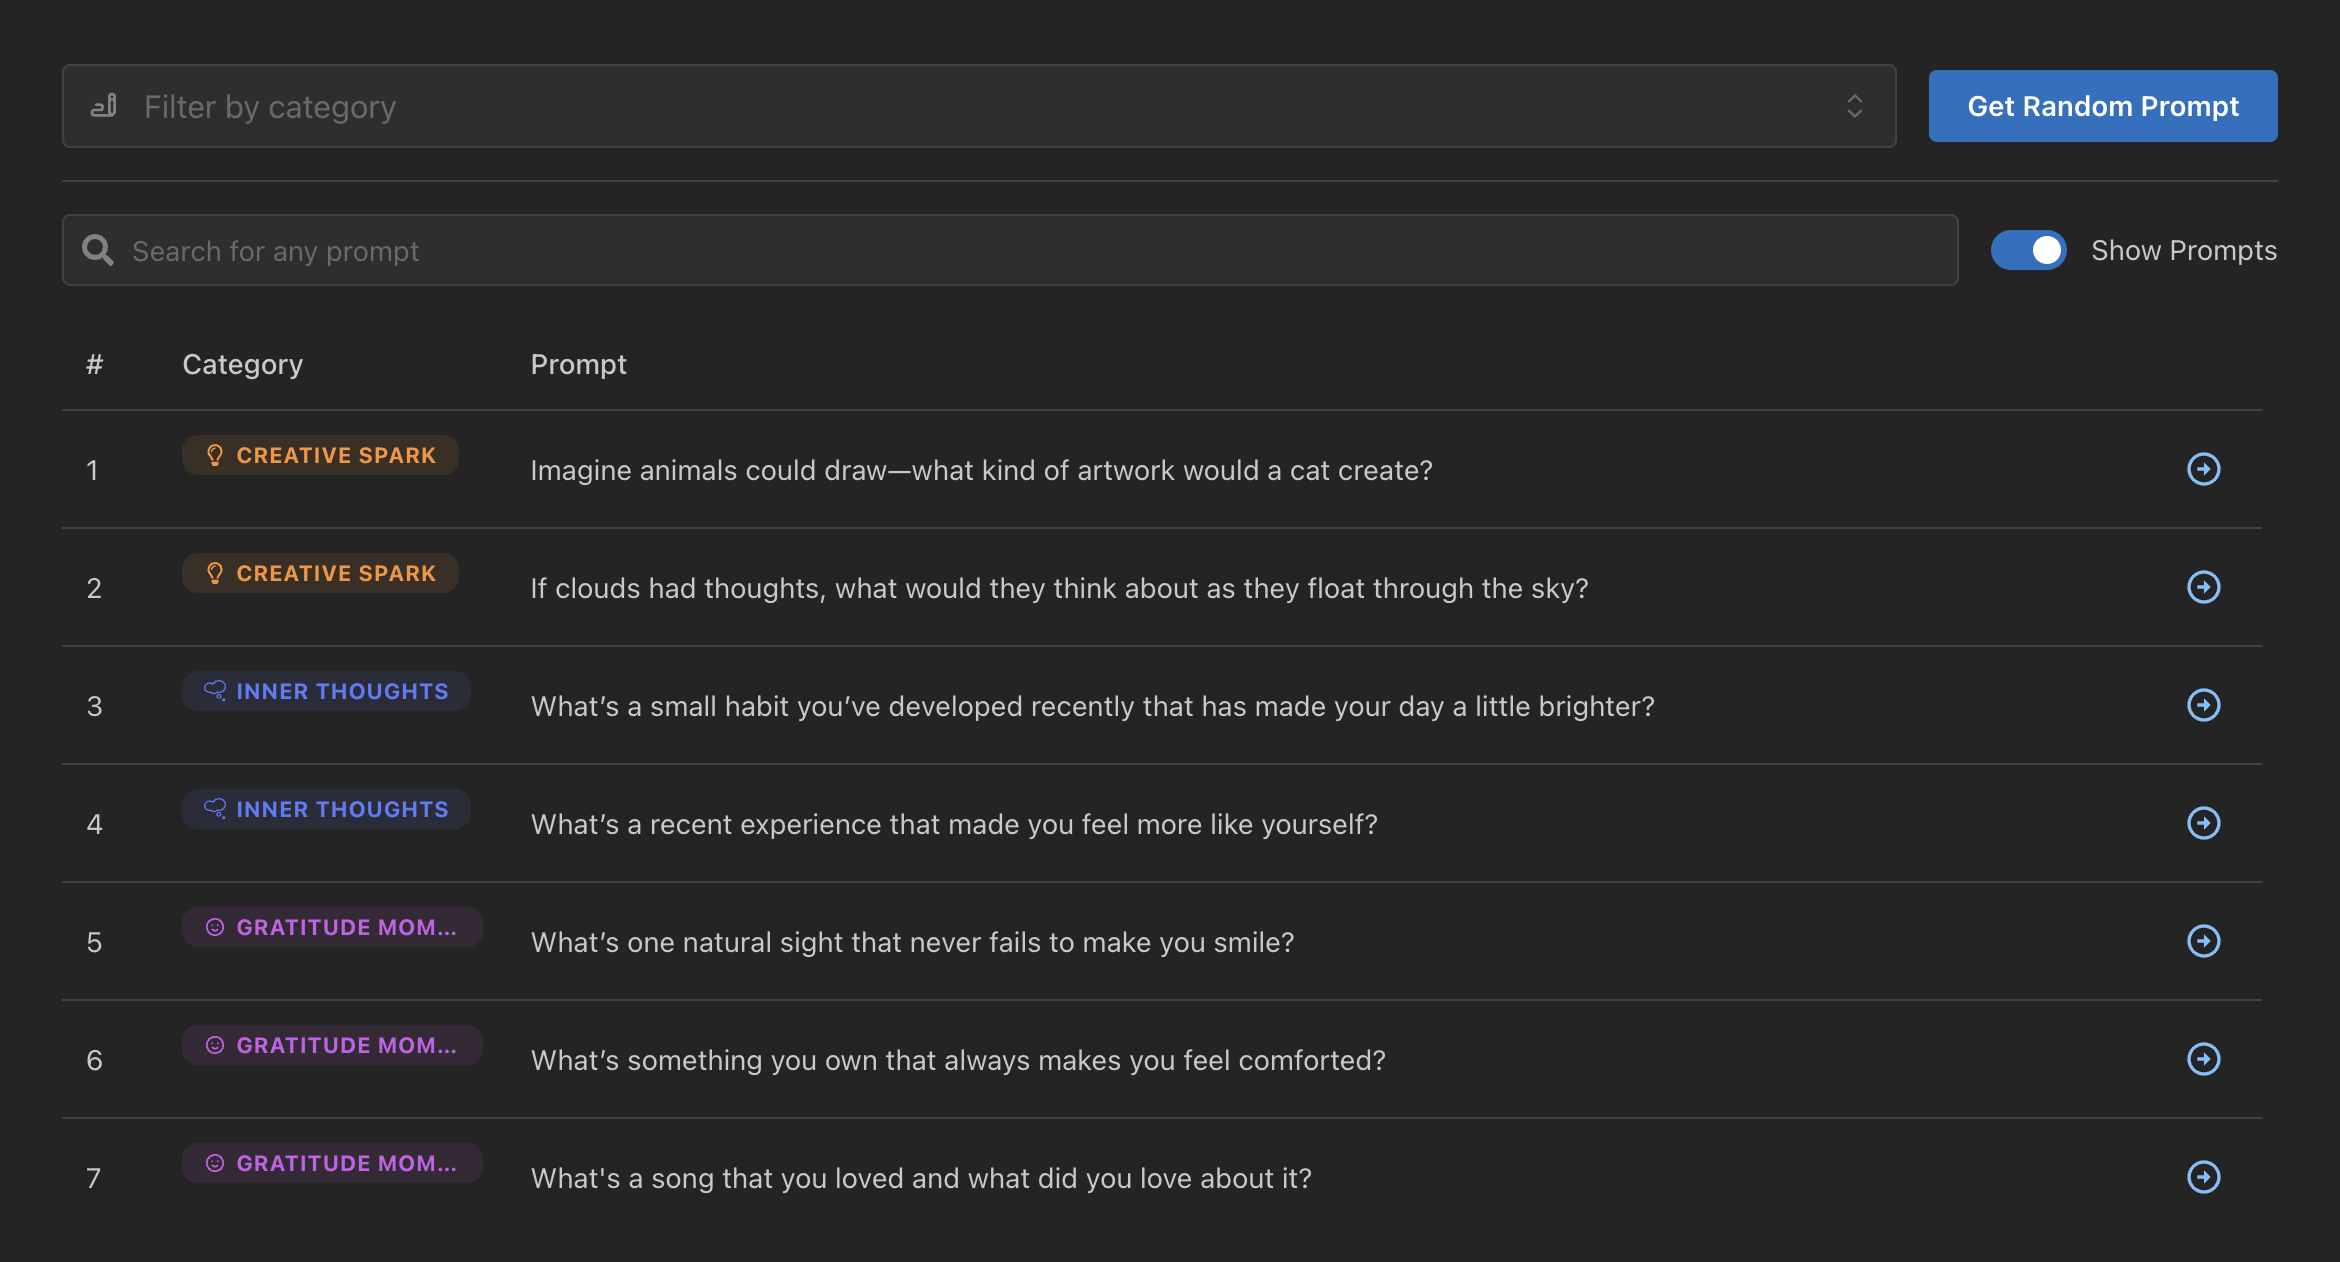 Filter by category
Get Random Prompt
Search for any prompt
Show Prompts
# Category Prompt
1 CREATIVE SPARK Imagine animals could draw—what kind of artwork would a cat create?
2 CREATIVE SPARK If clouds had thoughts, what would they think about as they float through the sky?
3 INNER THOUGHTS What’s a small habit you’ve developed recently that has made your day a little brighter?
4 INNER THOUGHTS What’s a recent experience that made you feel more like yourself?
5 GRATITUDE MOM... What’s one natural sight that never fails to make you smile?
6 GRATITUDE MOM... What’s something you own that always makes you feel comforted?
7 GRATITUDE MOM... What's a song that you loved and what did you love about it?